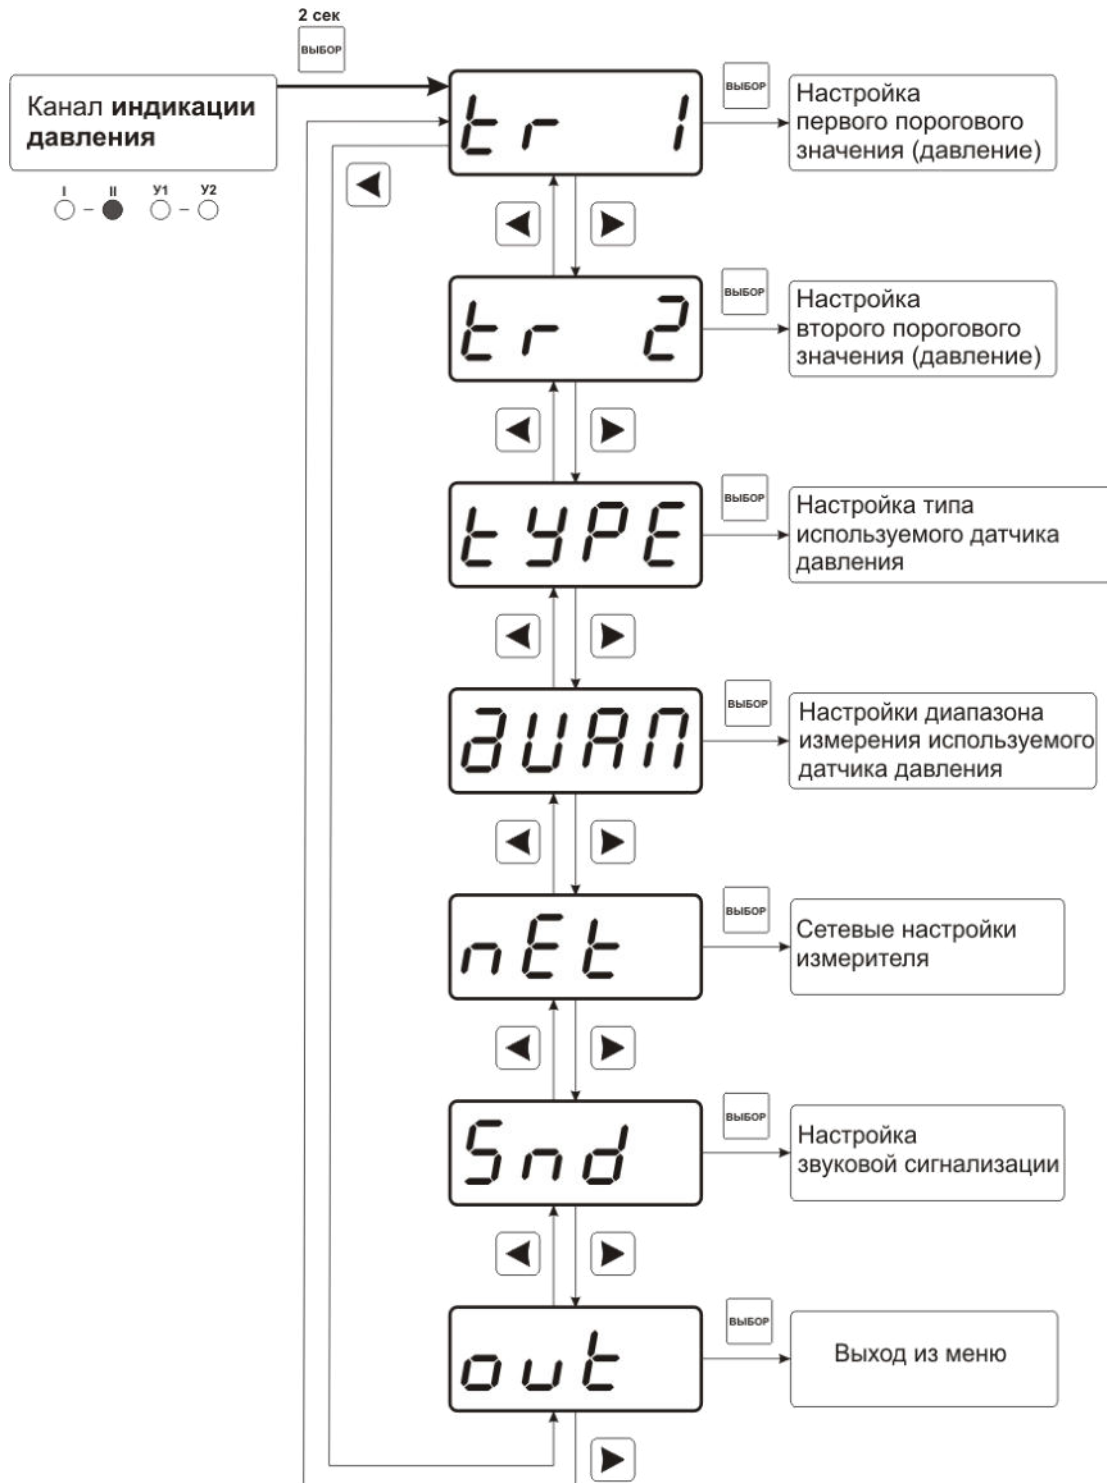 2 сек
ВЫБОР
Канал индикации
давления
I II У1 У2
tr 1
ВЫБОР
Настройка
первого порогового
значения (давление)
tr 2
ВЫБОР
Настройка
второго порогового
значения (давление)
tYPE
ВЫБОР
Настройка типа
используемого датчика
давления
ВЫБОР
Настройки диапазона
измерения используемого
датчика давления
nEt
ВЫБОР
Сетевые настройки
измерителя
Snd
ВЫБОР
Настройка
звуковой сигнализации
out
ВЫБОР
Выход из меню